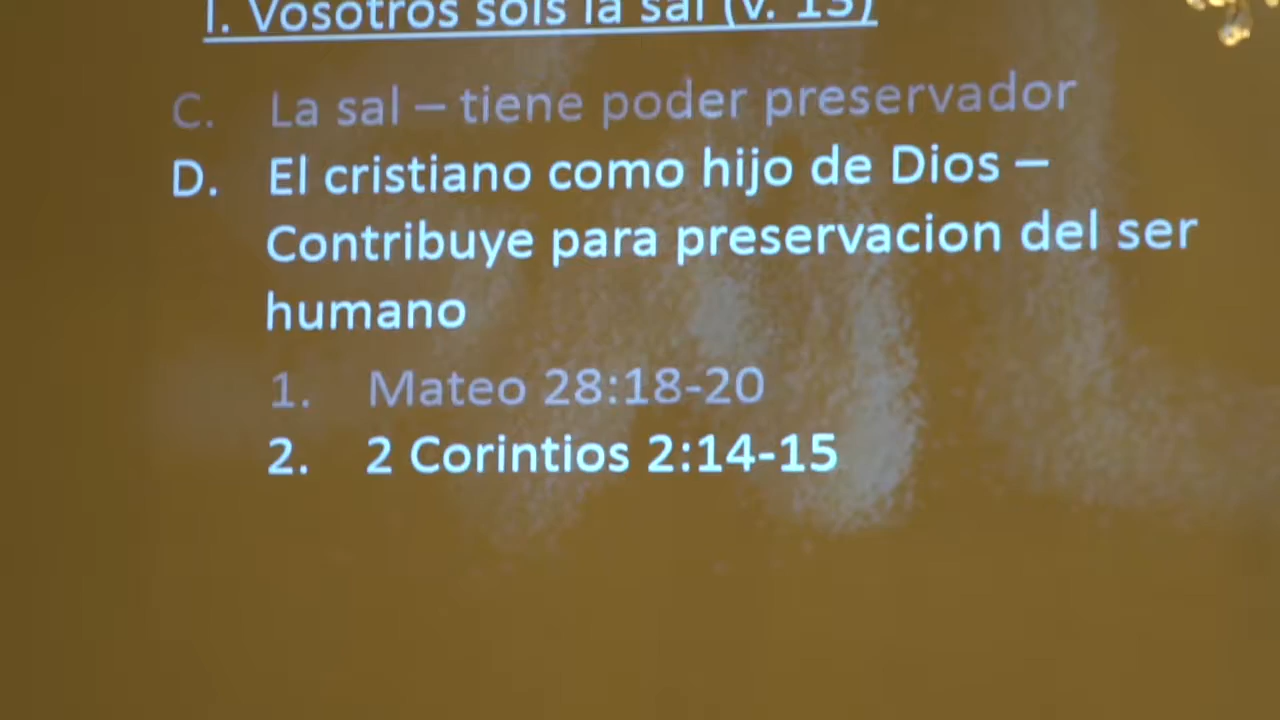 I. Vosotros sois la sal (v. 13)
C. La sal – tiene poder preservador
D. El cristiano como hijo de Dios –
Contribuye para preservacion del ser
humano
1. Mateo 28:18-20
2. 2 Corintios 2:14-15